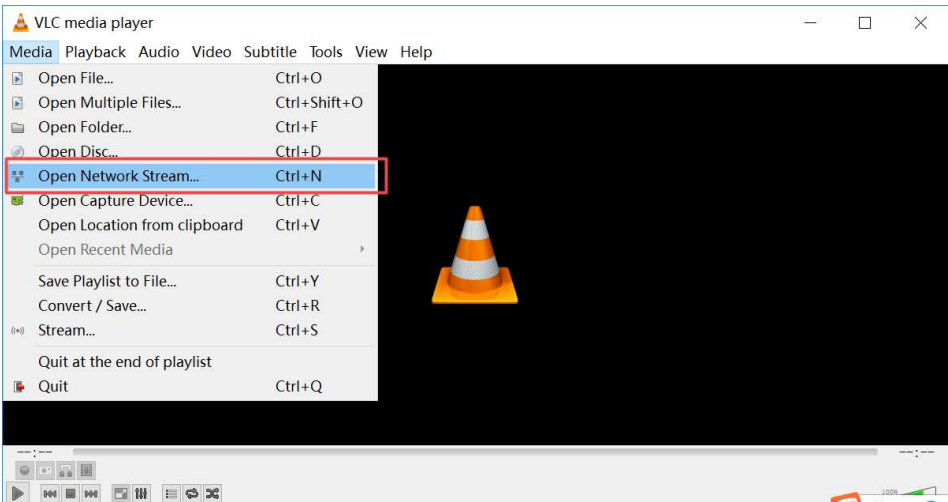 VLC media player
Media Playback Audio Video Subtitle Tools View Help
Open File... Ctrl+O
Open Multiple Files... Ctrl+Shift+O
Open Folder... Ctrl+F
Open Disc... Ctrl+D
Open Network Stream... Ctrl+N
Open Capture Device... Ctrl+C
Open Location from clipboard Ctrl+V
Open Recent Media
Save Playlist to File... Ctrl+Y
Convert / Save... Ctrl+R
Stream... Ctrl+S
Quit at the end of playlist
Quit Ctrl+Q
--:-- --:--
100%